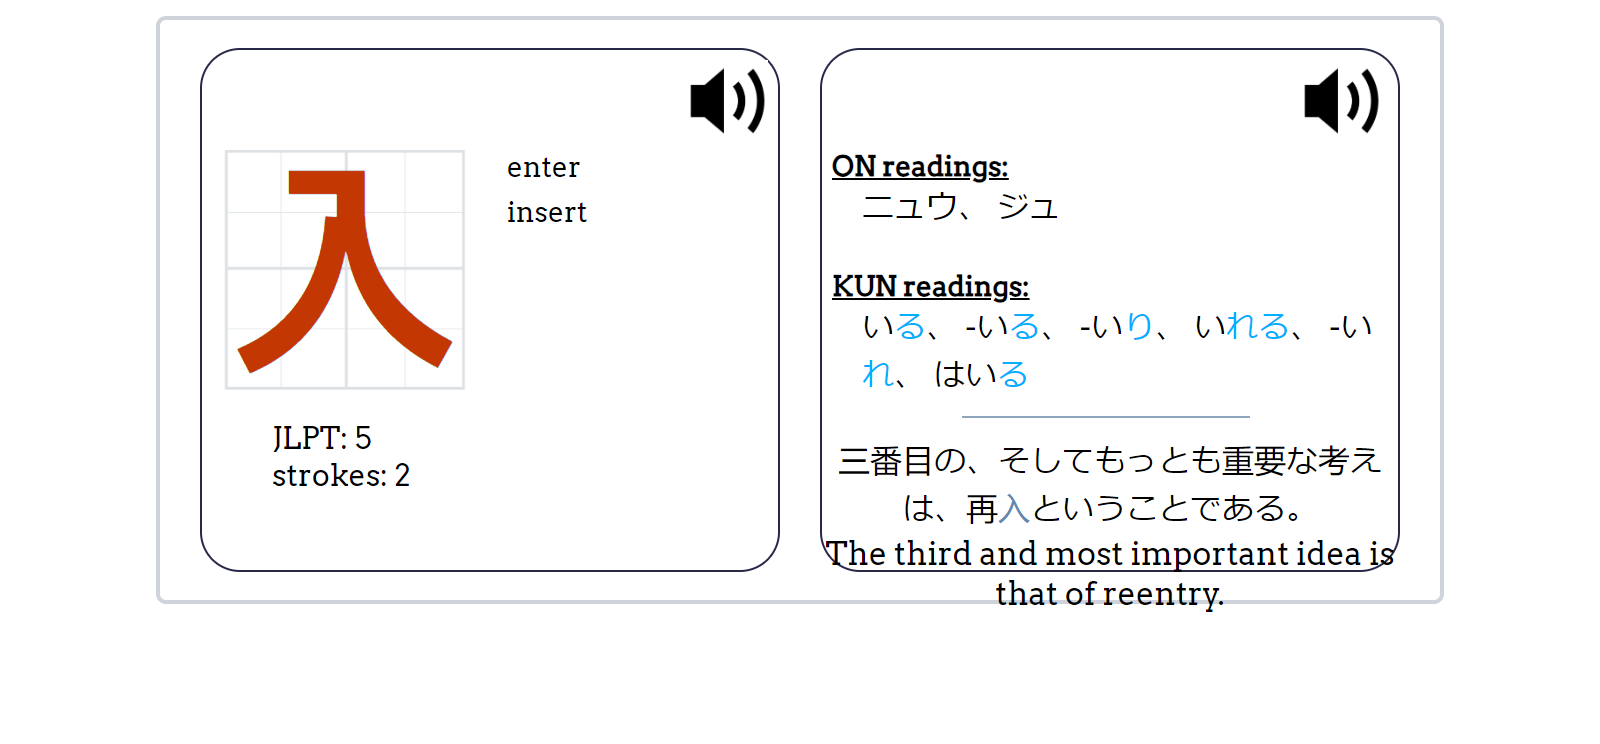 入
enter
insert
JLPT: 5
strokes: 2
ON readings:
ニュウ、 ジュ
KUN readings:
いる、 -いる、 -いり、 いれる、 -い
れ、 はいる
三番目の、そしてもっとも重要な考え
は、再入ということである。
The third and most important idea is
that of reentry.